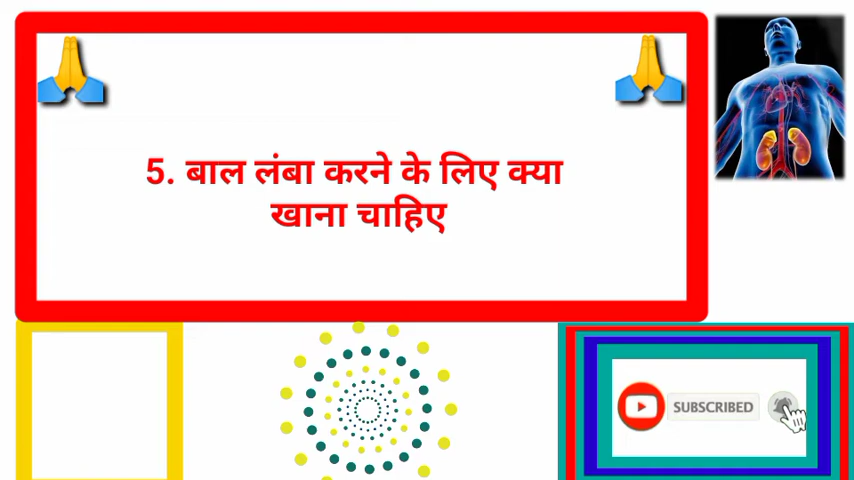 5. बाल लंबा करने के लिए क्या
खाना चाहिए
SUBSCRIBED